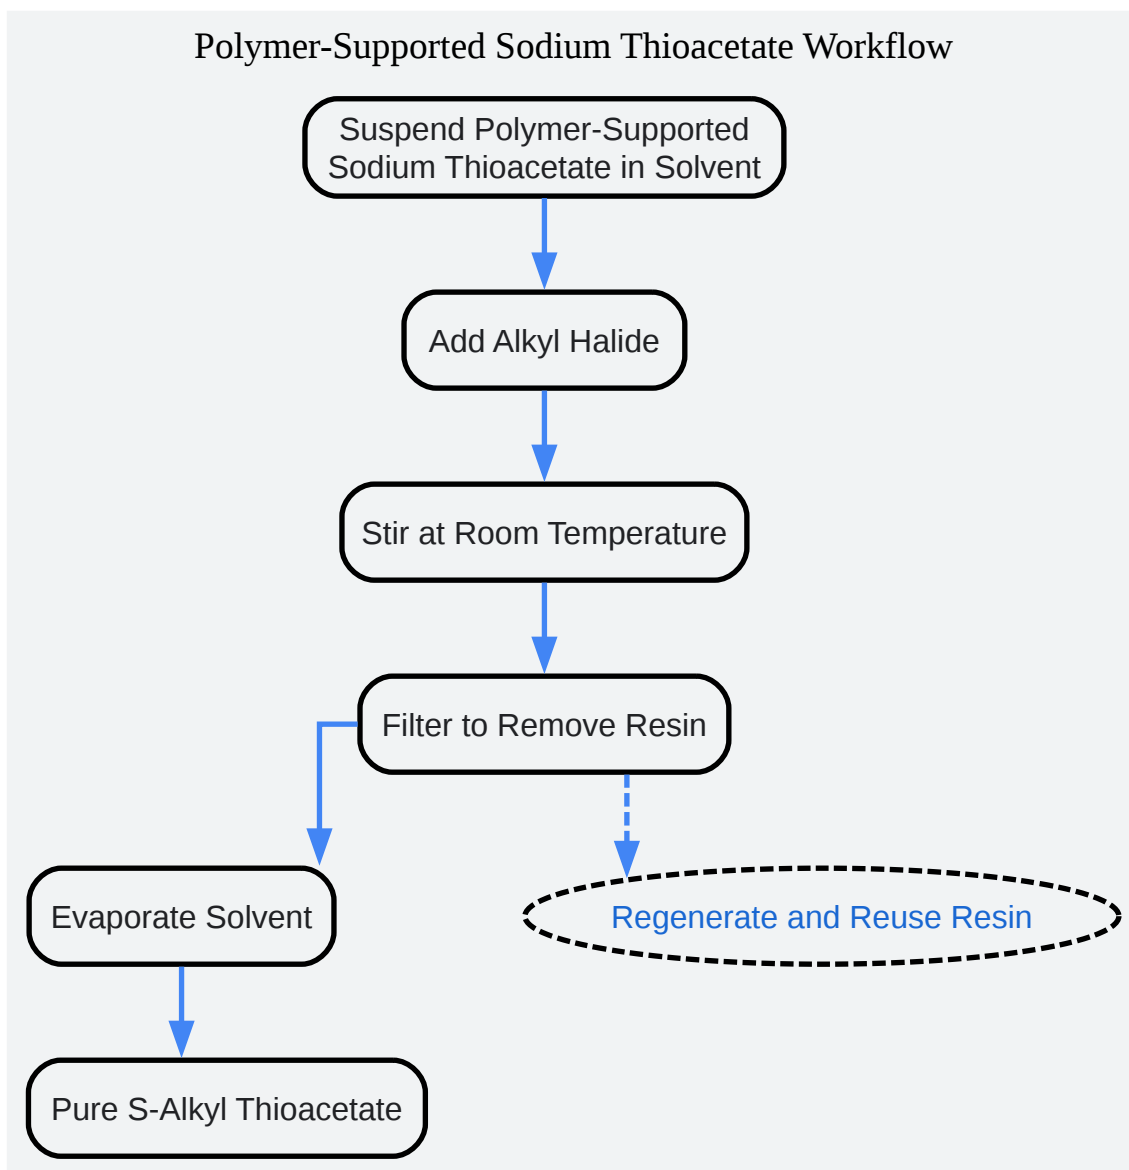 Polymer-Supported Sodium Thioacetate Workflow
Suspend Polymer-Supported
Sodium Thioacetate in Solvent
Add Alkyl Halide
Stir at Room Temperature
Filter to Remove Resin
Evaporate Solvent
Regenerate and Reuse Resin
Pure S-Alkyl Thioacetate